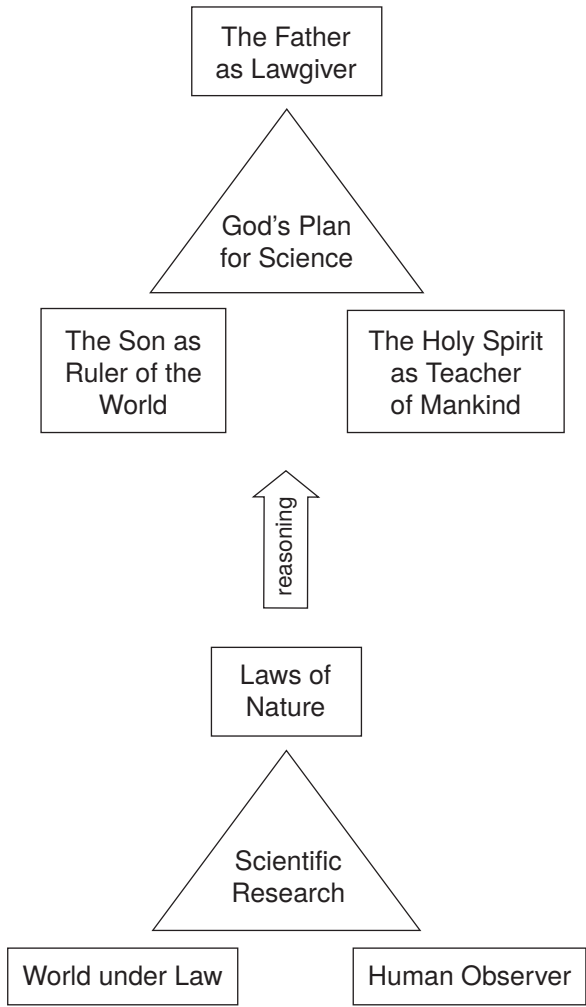 The Father
as Lawgiver
God’s Plan
for Science
The Son as
Ruler of the
World
The Holy Spirit
as Teacher
of Mankind
reasoning
Laws of
Nature
Scientific
Research
World under Law
Human Observer